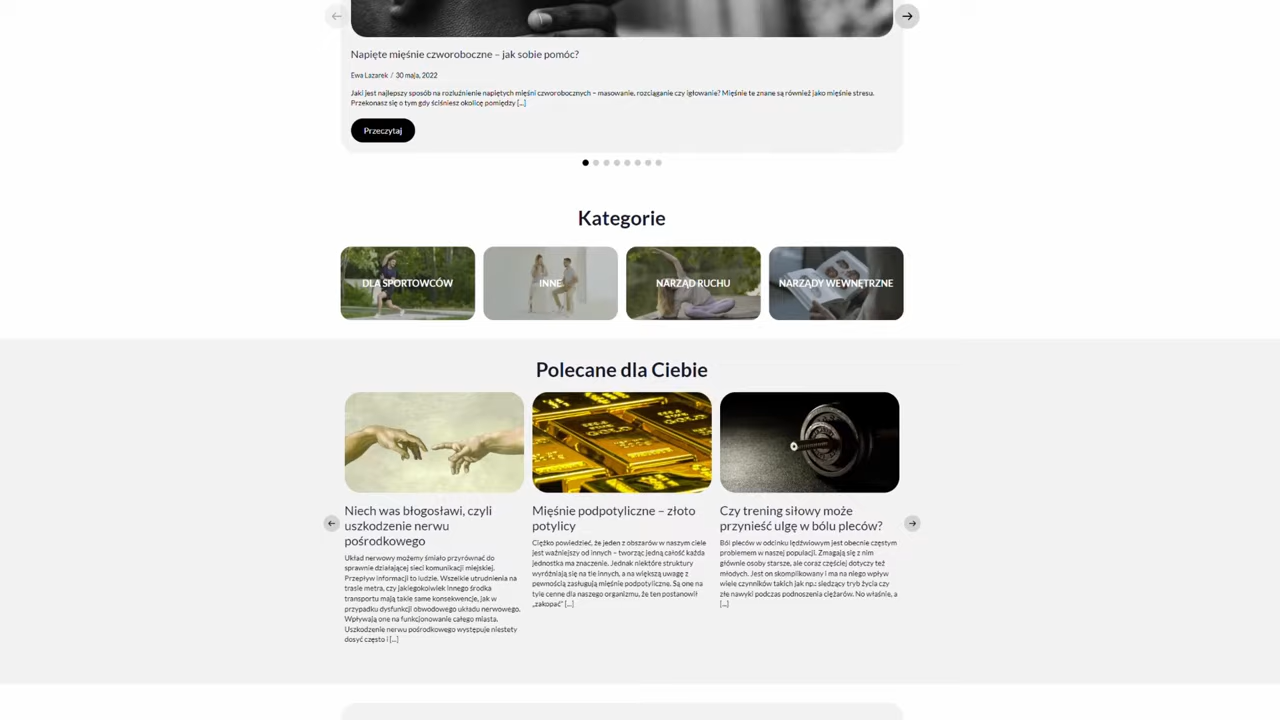 Napięte mięśnie czworoboczne – jak sobie pomóc?
Ewa Lazarek / 30 maja, 2022
Jaki jest najlepszy sposób na rozluźnienie napiętych mięśni czworobocznych – masowanie, rozciąganie czy igłowanie? Mięśnie te znane są również jako mięśnie stresu.
Przekonasz się o tym gdy ściśniesz okolicę pomiędzy [...]
Przeczytaj
Kategorie
DLA SPORTOWCÓW
INNE
NARZĄD RUCHU
NARZĄDY WEWNĘTRZNE
Polecane dla Ciebie
Niech was błogosławi, czyli
uszkodzenie nerwu
pośrodkowego
Układ nerwowy możemy śmiało przyrównać do
sprawnie działającej sieci komunikacji miejskiej.
Przepływ informacji to ludzie. Wszelkie utrudnienia na
trasie metra, czy jakiegokolwiek innego środka
transportu mają takie same konsekwencje, jak w
przypadku dysfunkcji obwodowego układu nerwowego.
Wpływają one na funkcjonowanie całego miasta.
Uszkodzenie nerwu pośrodkowego występuje niestety
dosyć często i [...]
Mięśnie podpotyliczne – złoto
potylicy
Ciężko powiedzieć, że jeden z obszarów w naszym ciele
jest ważniejszy od innych – tworząc jedną całość każda
jednostka ma znaczenie. Jednak niektóre struktury
wyróżniają się na tle innych, a na większą uwagę z
pewnością zasługują mięśnie podpotyliczne. Są one na
tyle cenne dla naszego organizmu, że ten postanowił
„zakopać” [...]
Czy trening siłowy może
przynieść ulgę w bólu pleców?
Ból pleców w odcinku lędźwiowym jest obecnie częstym
problemem w naszej populacji. Zmagają się z nim
głównie osoby starsze, ale coraz częściej dotyczy też
młodych. Jest on skomplikowany i ma na niego wpływ
wiele czynników takich jak np.: siedzący tryb życia czy
złe nawyki podczas podnoszenia ciężarów. No właśnie, a
[...]